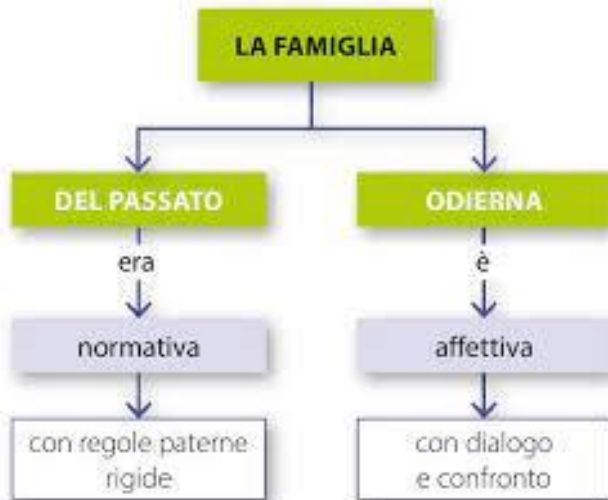 LA FAMIGLIA
DEL PASSATO
ODIERNA
era
è
normativa
affettiva
con regole paterne
rigide
con dialogo
e confronto